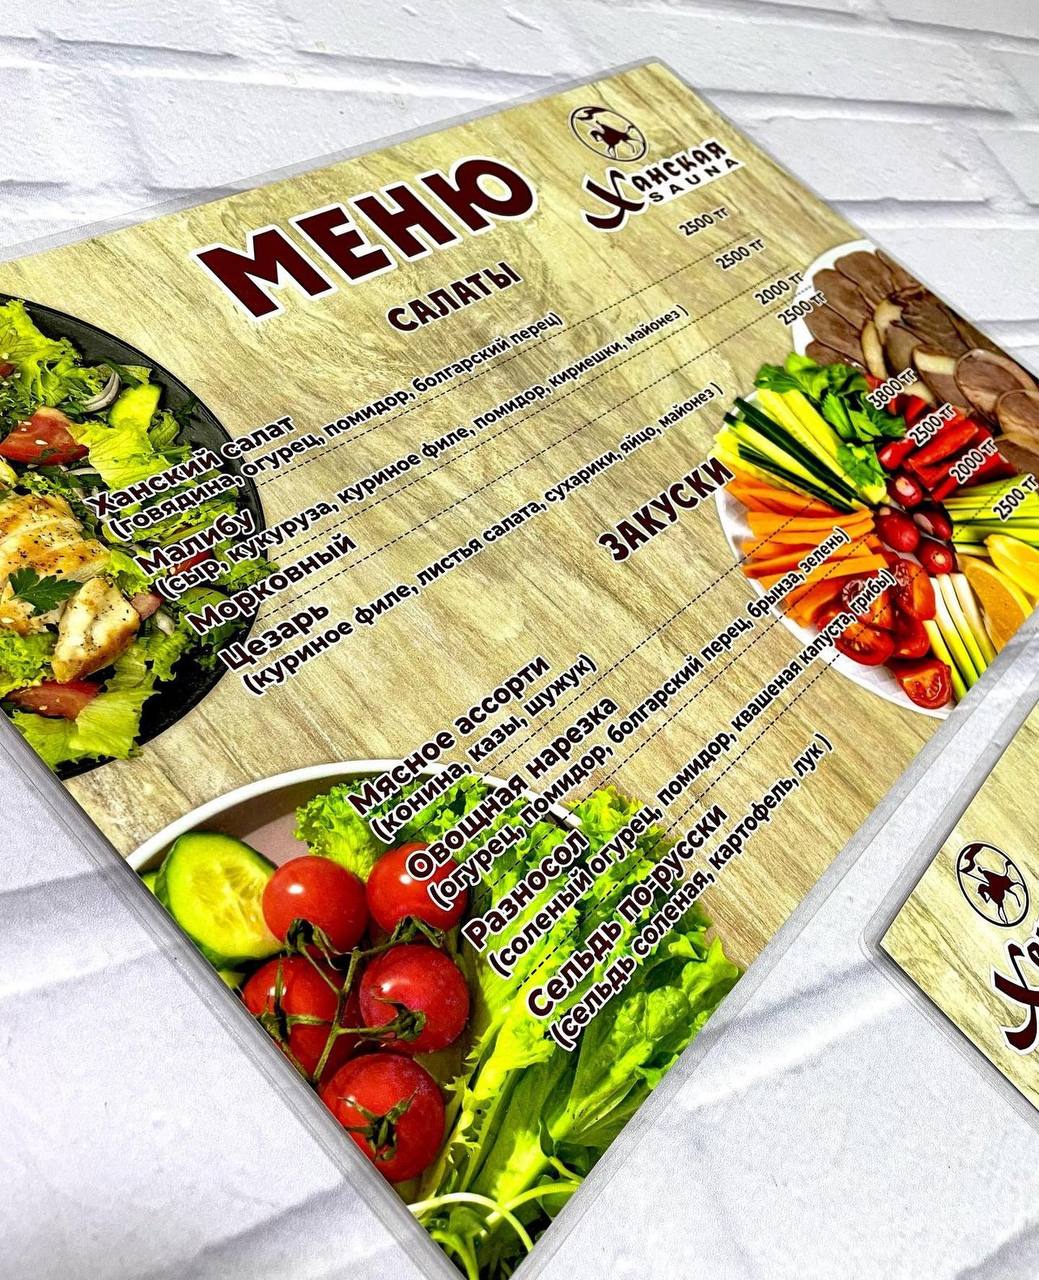 Ханская
SAUNA
МЕНЮ
САЛАТЫ
Ханский салат 2500 тг
(говядина, огурец, помидор, болгарский перец)
Малибу 2500 тг
(сыр, кукуруза, куриное филе, помидор, кириешки, майонез )
Морковный 2000 тг
Цезарь 2500 тг
(куриное филе, листья салата, сухарики, яйцо, майонез )
ЗАКУСКИ
Мясное ассорти 3800 тг
(конина, казы, шужук)
Овощная нарезка 2500 тг
(огурец, помидор, болгарский перец, брынза, зелень)
Разносол 2000 тг
(соленый огурец, помидор, квашеная капуста, грибы)
Сельдь по-русски 2500 тг
(сельдь соленая, картофель, лук )